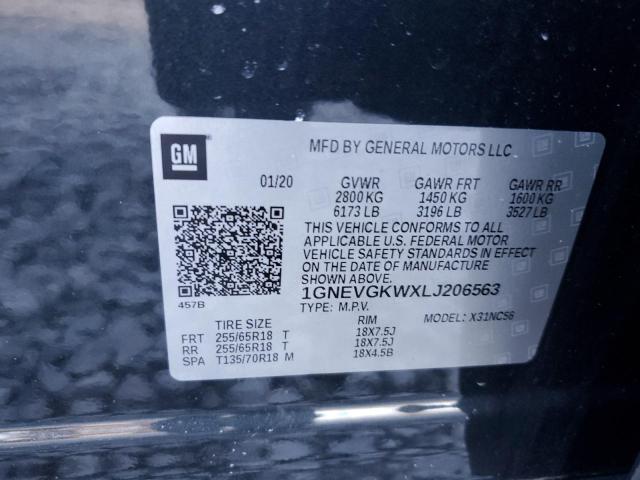 GM
MFD BY GENERAL MOTORS LLC
01/20 GVWR GAWR FRT GAWR RR
2800 KG 1450 KG 1600 KG
6173 LB 3196 LB 3527 LB
THIS VEHICLE CONFORMS TO ALL
APPLICABLE U.S. FEDERAL MOTOR
VEHICLE SAFETY STANDARDS IN EFFECT
ON THE DATE OF MANUFACTURE
SHOWN ABOVE.
1GNEVGKWXLJ206563
457B
TYPE: M.P.V. MODEL: X31NC56
TIRE SIZE RIM
FRT 255/65R18 T 18X7.5J
RR 255/65R18 T 18X7.5J
SPA T135/70R18 M 18X4.5B